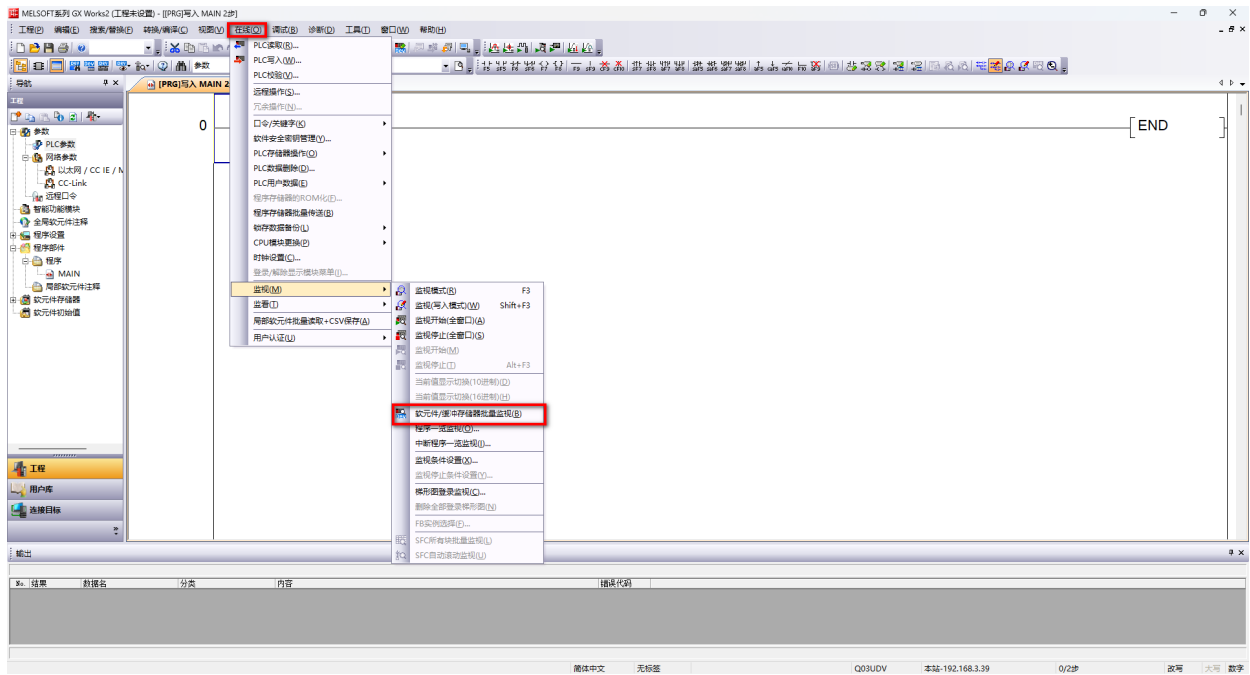 MELSOFT系列 GX Works2 (工程未设置) - [[PRG]写入 MAIN 2步]
工程(P) 编辑(E) 搜索/替换(F) 转换/编译(C) 视图(V) 在线(O) 调试(B) 诊断(D) 工具(T) 窗口(W) 帮助(H)
参数
导航
[PRG]写入 MAIN 2
工程
参数
PLC参数
网络参数
以太网 / CC IE / M
CC-Link
远程口令
智能功能模块
全局软元件注释
程序设置
程序部件
程序
MAIN
局部软元件注释
软元件存储器
软元件初始值
工程
用户库
连接目标
0
END
PLC读取(R)...
PLC写入(W)...
PLC校验(V)...
远程操作(S)...
冗余操作(N)...
口令/关键字(K)
软件安全密钥管理(Y)...
PLC存储器操作(O)
PLC数据删除(D)...
PLC用户数据(E)
程序存储器的ROM化(F)...
程序存储器批量传送(B)
锁存数据备份(L)
CPU模块更换(P)
时钟设置(C)...
登录/解除显示模块菜单(I)...
监视(M)
监看(T)
局部软元件批量读取+CSV保存(A)
用户认证(U)
监视模式(R) F3
监视(写入模式)(W) Shift+F3
监视开始(全窗口)(A)
监视停止(全窗口)(S)
监视开始(M)
监视停止(T) Alt+F3
当前值显示切换(10进制)(D)
当前值显示切换(16进制)(H)
软元件/缓冲存储器批量监视(B)
程序一览监视(O)...
中断程序一览监视(I)...
监视条件设置(X)...
监视停止条件设置(Y)...
梯形图登录监视(C)...
删除全部登录梯形图(N)
FB实例选择(F)...
SFC所有块批量监视(L)
SFC自动滚动监视(U)
输出
No. 结果 数据名 分类 内容 错误代码
简体中文 无标签 Q03UDV 本站-192.168.3.39 0/2步 改写 大写 数字